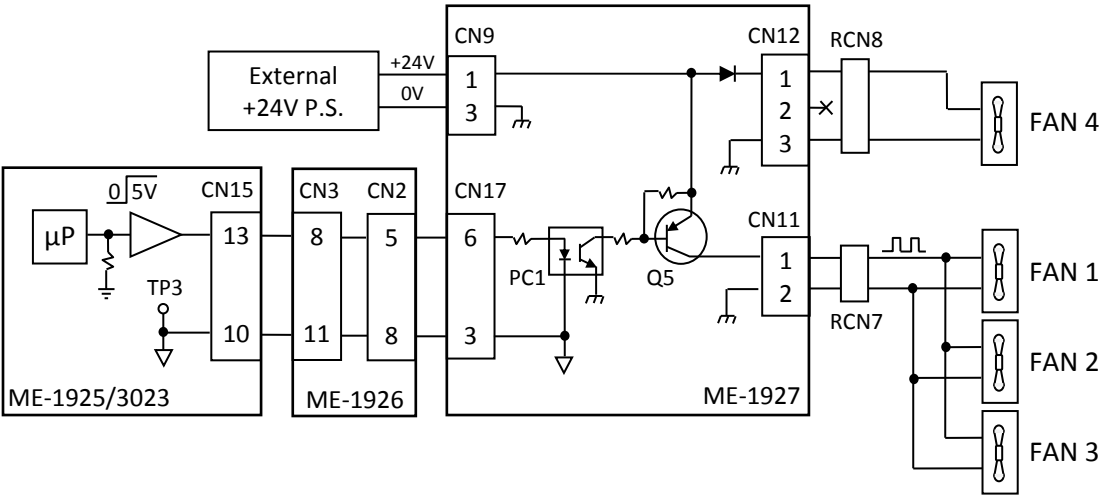 External
+24V P.S.
+24V
0V
CN9
1
3
CN12
1
2
3
RCN8
FAN 4
0 5V
µP
TP3
CN15
13
10
ME-1925/3023
CN3
8
11
CN2
5
8
ME-1926
CN17
6
3
PC1
Q5
CN11
1
2
RCN7
ME-1927
FAN 1
FAN 2
FAN 3